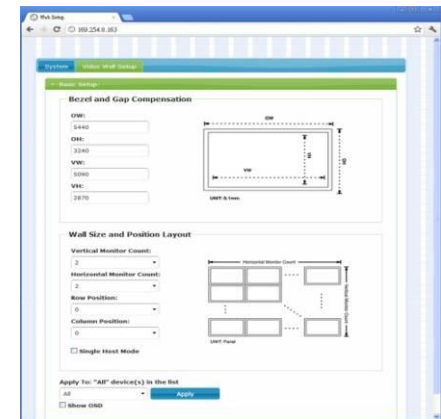 Web Setup
169.254.0.163
System
Video Wall Setup
Basic Setup
Bezel and Gap Compensation
OW:
5440
OH:
3240
VW:
5090
VH:
2870
OW
VW
VH
OH
UNIT: 0.1mm
Wall Size and Position Layout
Vertical Monitor Count:
2
Horizontal Monitor Count:
2
Row Position:
0
Column Position:
0
Single Host Mode
Horizontal Monitor Count
Vertical Monitor Count
UNIT: Panel
Apply To: "All" device(s) in the list
All
Apply
Show OSD